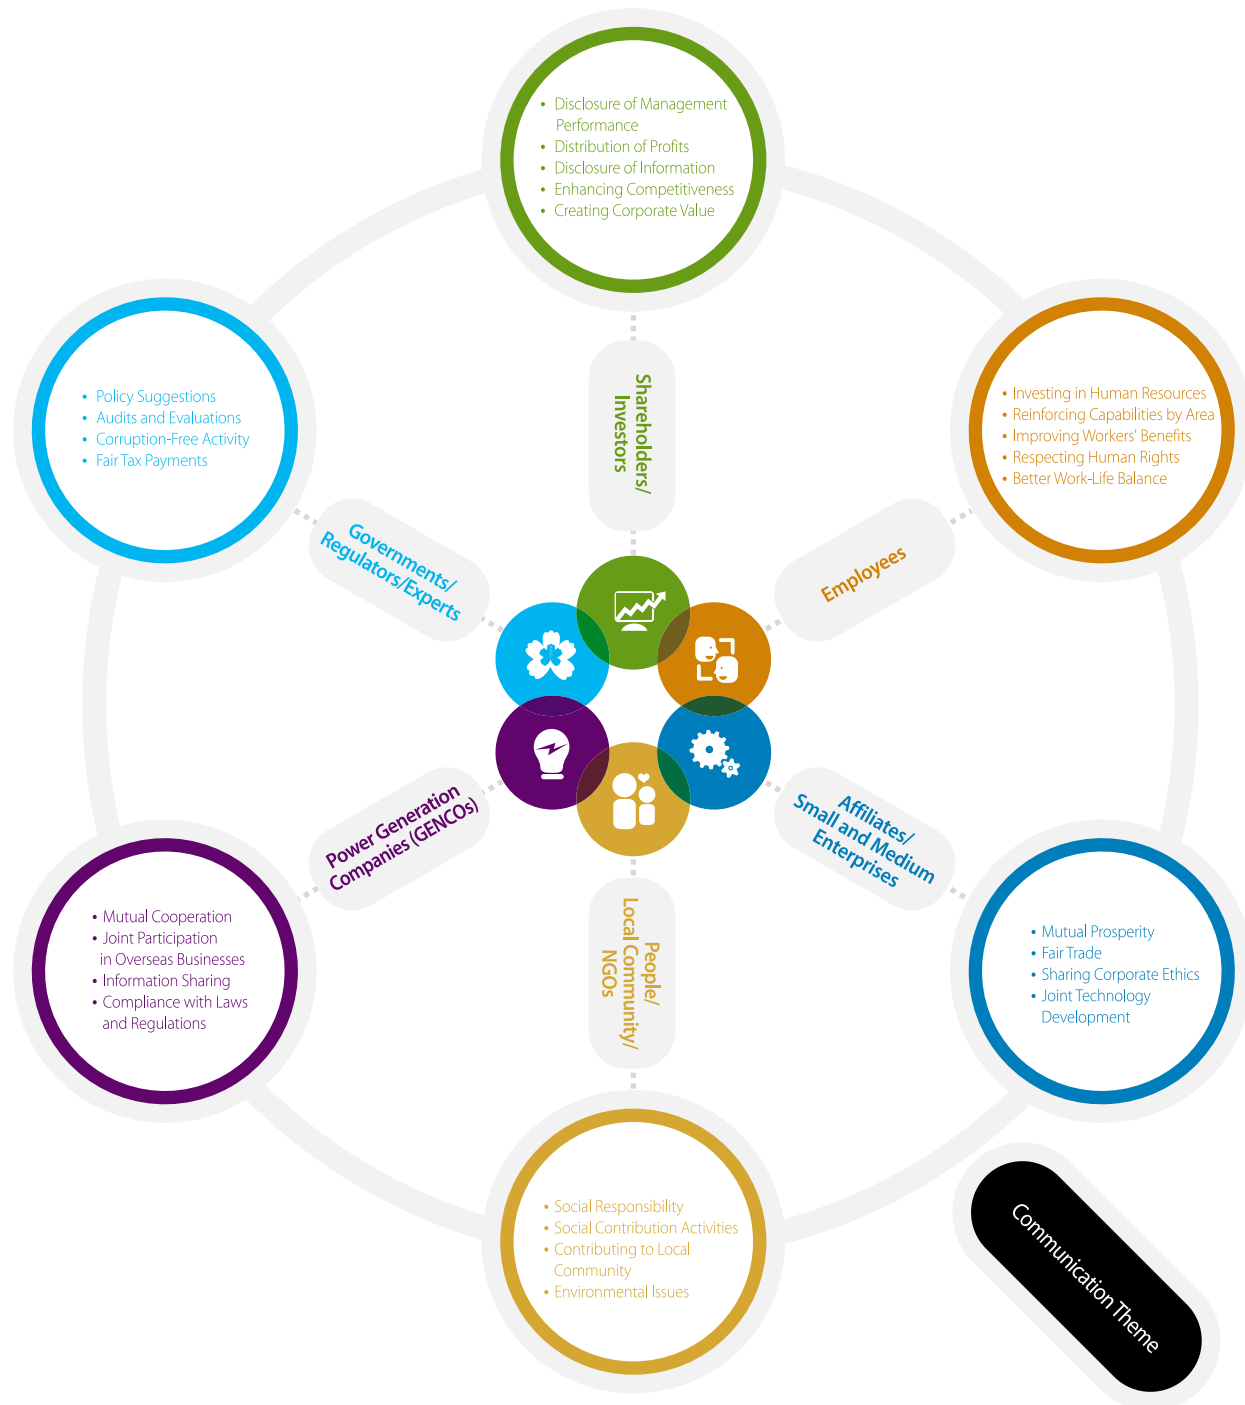 • Disclosure of Management
Performance
• Distribution of Profits
• Disclosure of Information
• Enhancing Competitiveness
• Creating Corporate Value
Shareholders/
Investors
• Investing in Human Resources
• Reinforcing Capabilities by Area
• Improving Workers' Benefits
• Respecting Human Rights
• Better Work-Life Balance
Employees
• Policy Suggestions
• Audits and Evaluations
• Corruption-Free Activity
• Fair Tax Payments
Governments/
Regulators/Experts
Power Generation
Companies (GENCOs)
• Mutual Cooperation
• Joint Participation
in Overseas Businesses
• Information Sharing
• Compliance with Laws
and Regulations
Affiliates/
Small and Medium
Enterprises
• Mutual Prosperity
• Fair Trade
• Sharing Corporate Ethics
• Joint Technology
Development
People/
Local Community/
NGOs
• Social Responsibility
• Social Contribution Activities
• Contributing to Local
Community
• Environmental Issues
Communication Theme